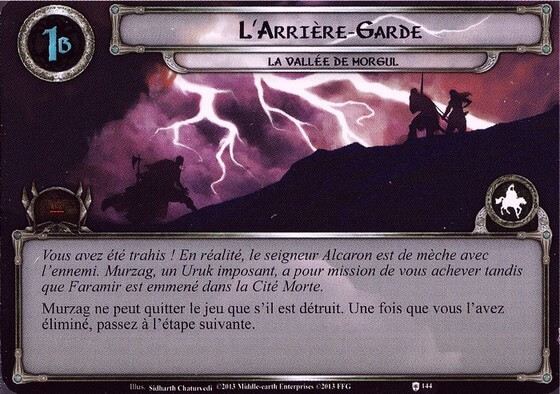 1B
L'ARRIÈRE-GARDE
LA VALLÉE DE MORGUL
Vous avez été trahis ! En réalité, le seigneur Alcaron est de mèche avec
l'ennemi. Murzag, un Uruk imposant, a pour mission de vous achever tandis
que Faramir est emmené dans la Cité Morte.
Murzag ne peut quitter le jeu que s'il est détruit. Une fois que vous l'avez
éliminé, passez à l'étape suivante.
Illus. Sidharth Chaturvedi ©2013 Middle-earth Enterprises ©2013 FFG 144